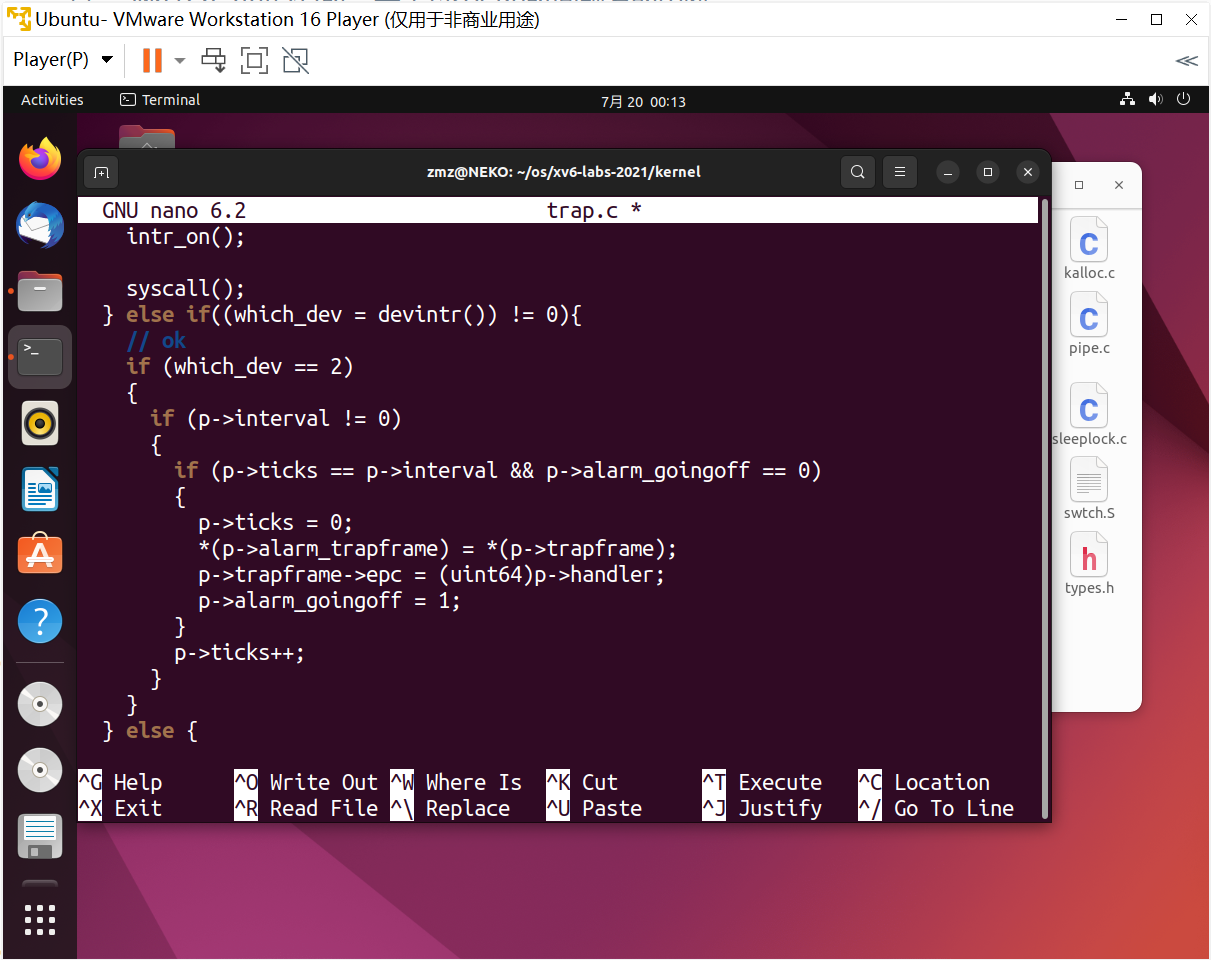 Ubuntu- VMware Workstation 16 Player (仅用于非商业用途)
Player(P)
Activities
Terminal
7月 20 00:13
zmz@NEKO: ~/os/xv6-labs-2021/kernel
GNU nano 6.2 trap.c *
intr_on();
syscall();
} else if((which_dev = devintr()) != 0){
// ok
if (which_dev == 2)
{
if (p->interval != 0)
{
if (p->ticks == p->interval && p->alarm_goingoff == 0)
{
p->ticks = 0;
*(p->alarm_trapframe) = *(p->trapframe);
p->trapframe->epc = (uint64)p->handler;
p->alarm_goingoff = 1;
}
p->ticks++;
}
}
} else {
^G Help ^O Write Out ^W Where Is ^K Cut ^T Execute ^C Location
^X Exit ^R Read File ^\ Replace ^U Paste ^J Justify ^/ Go To Line
kalloc.c
pipe.c
sleeplock.c
swtch.S
types.h